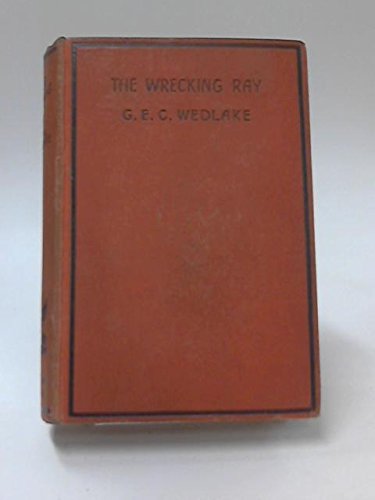 THE WRECKING RAY
G. E. C. WEDLAKE